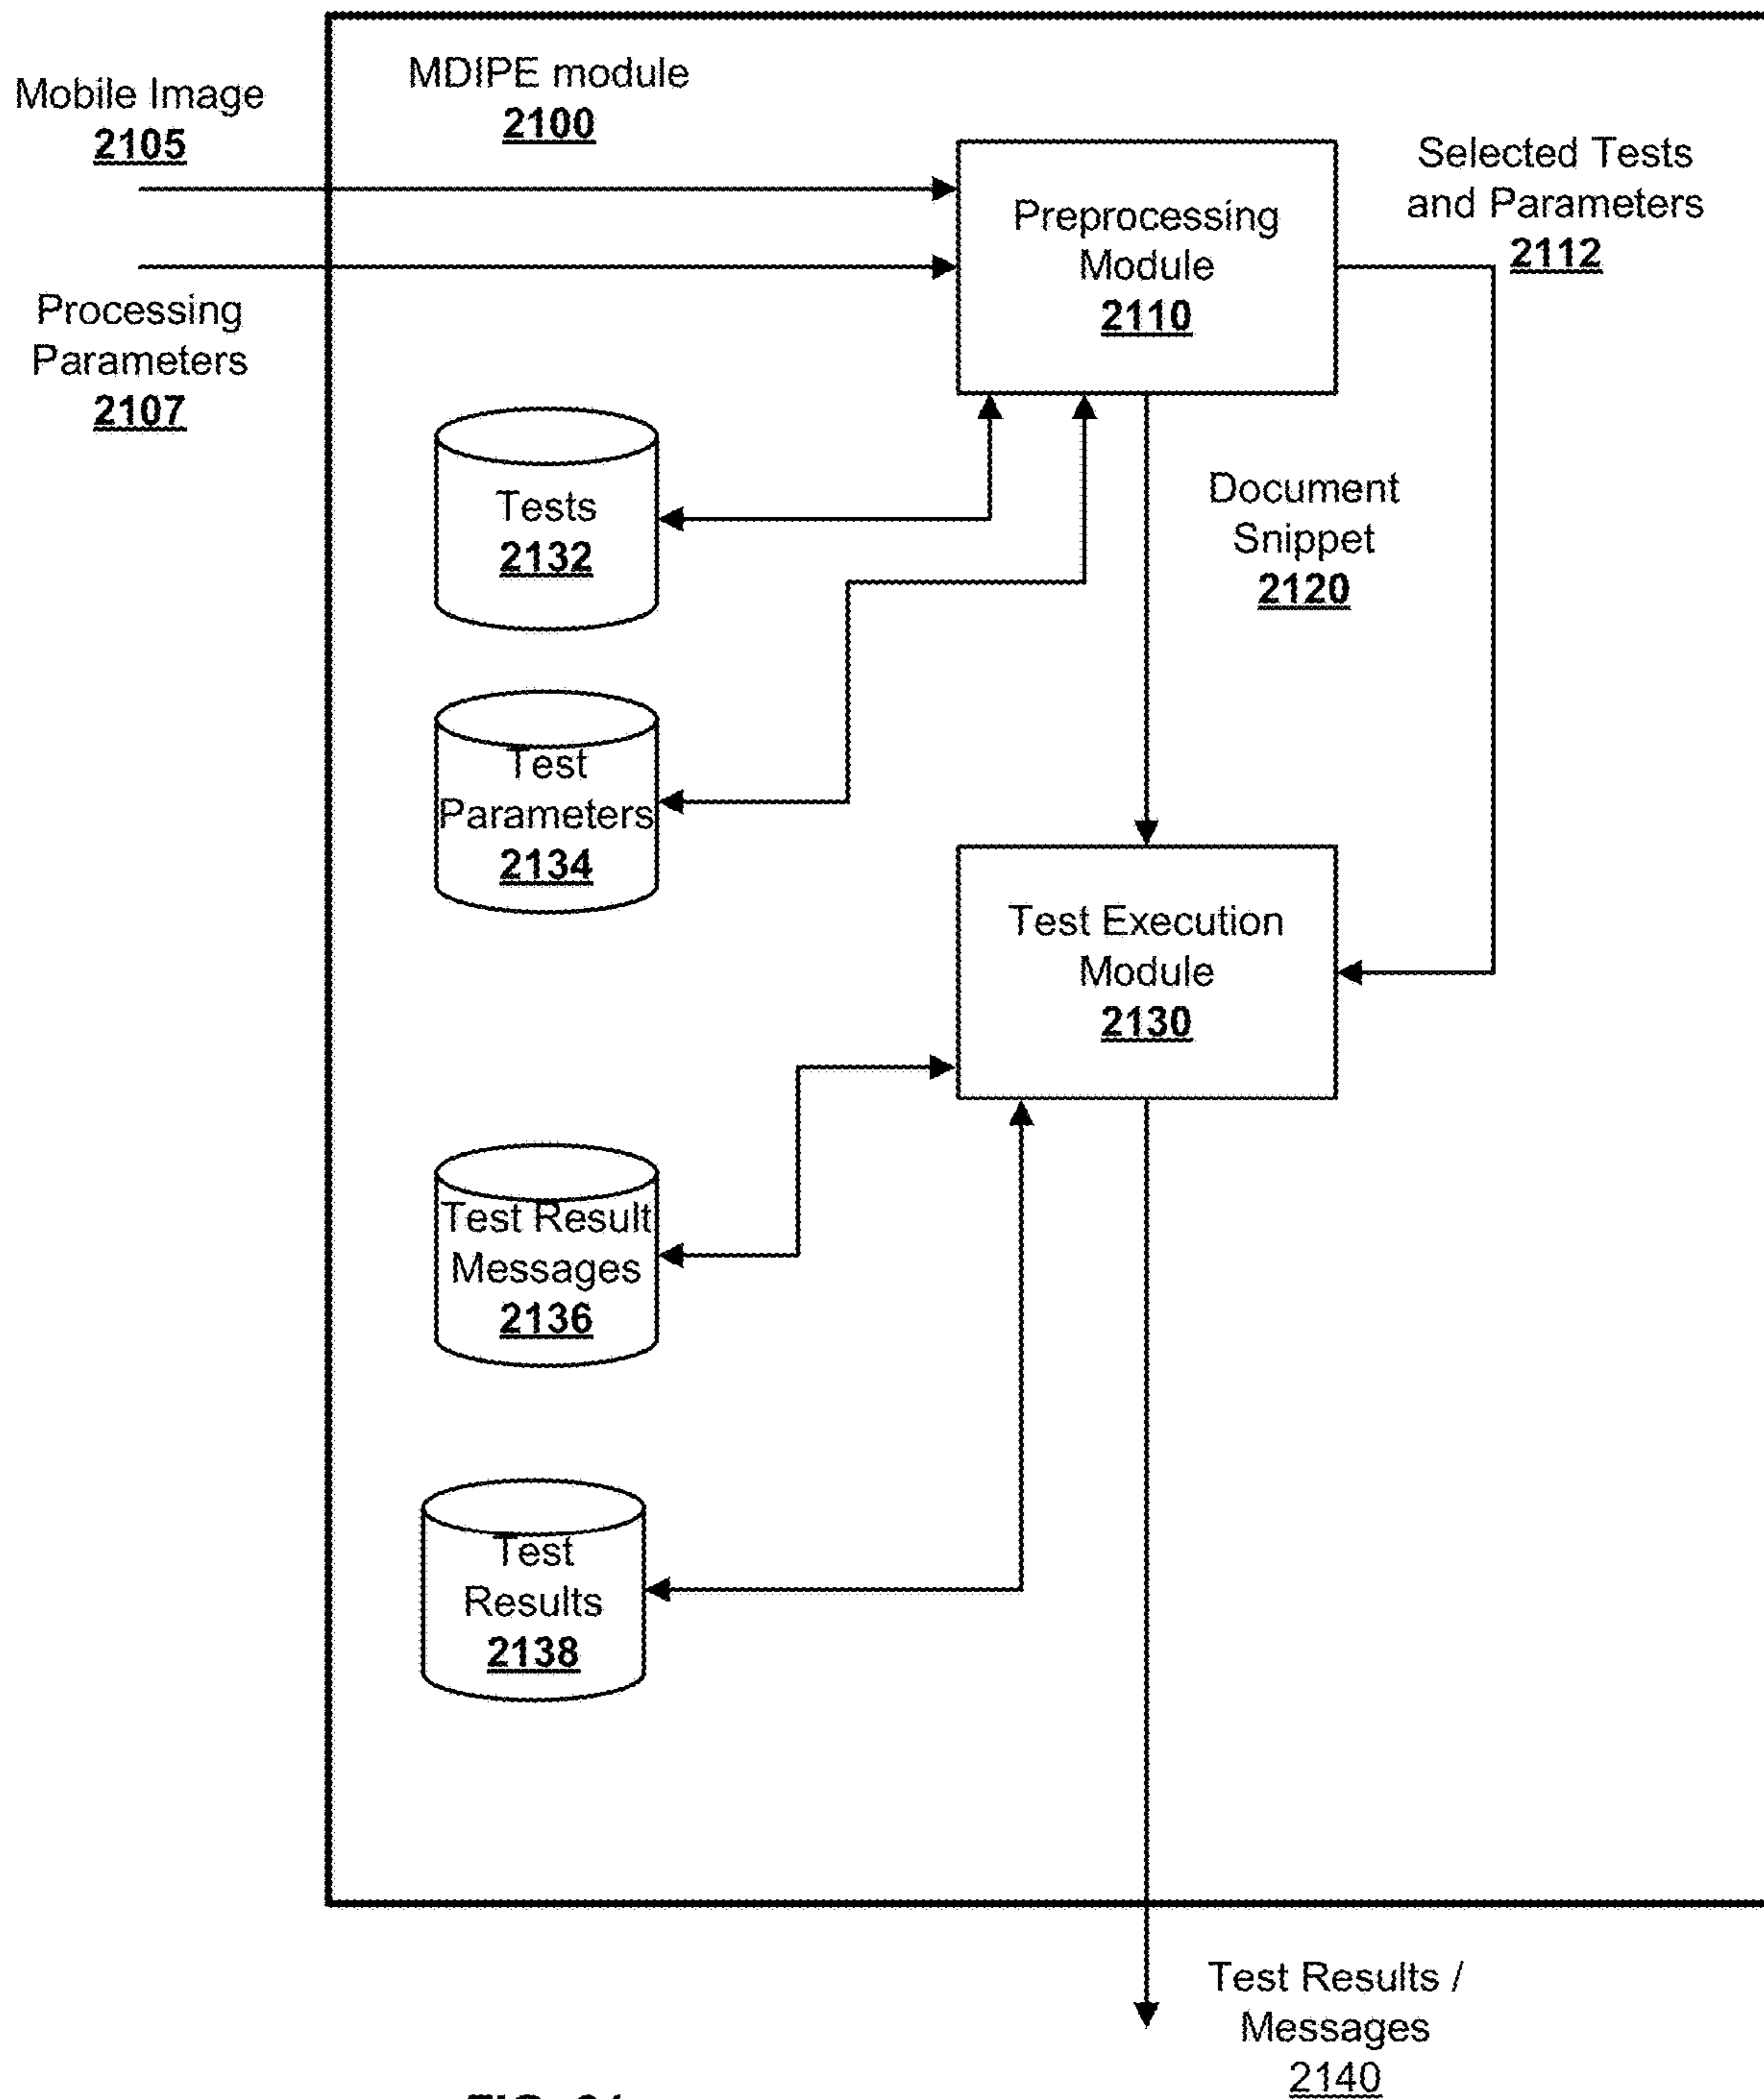 Mobile Image
2105
MDIPE module
2100
Processing
Parameters
2107
Preprocessing
Module
2110
Selected Tests
and Parameters
2112
Tests
2132
Document
Snippet
2120
Test
Parameters
2134
Test Execution
Module
2130
Test Result
Messages
2136
Test
Results
2138
Test Results /
Messages
2140